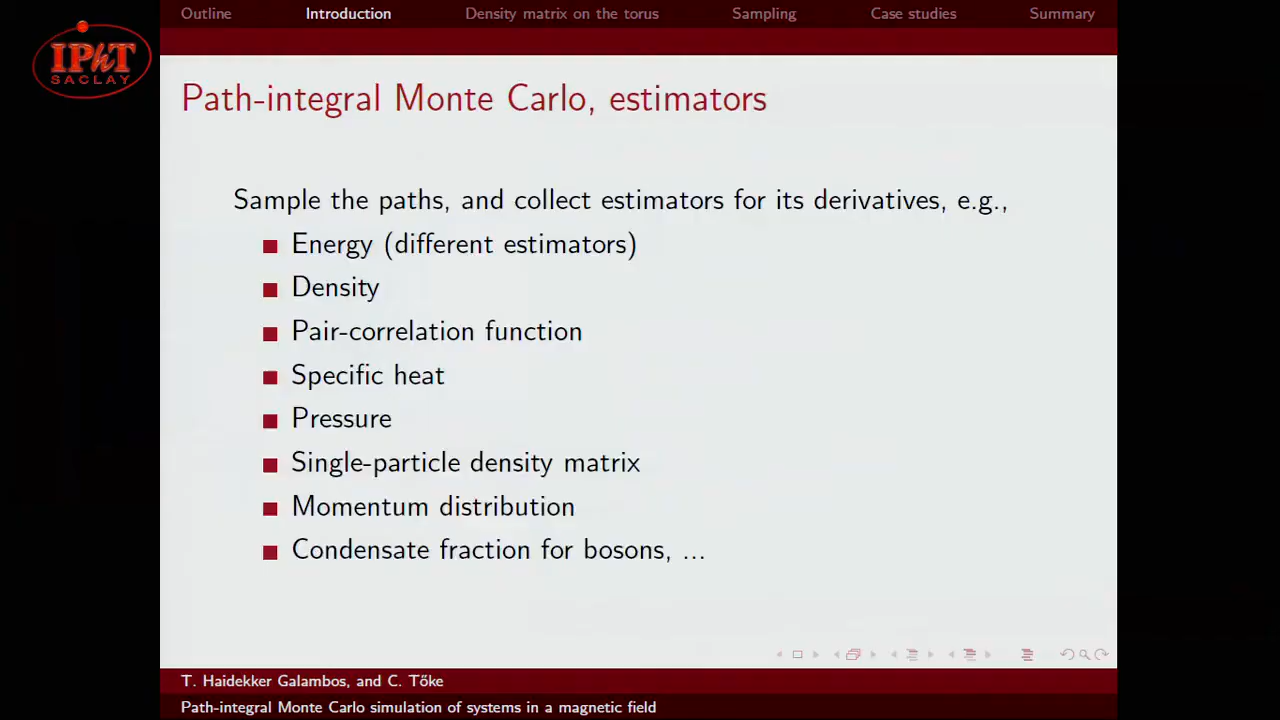 Outline Introduction Density matrix on the torus Sampling Case studies Summary
IPhT
SACLAY
Path-integral Monte Carlo, estimators
Sample the paths, and collect estimators for its derivatives, e.g.,
Energy (different estimators)
Density
Pair-correlation function
Specific heat
Pressure
Single-particle density matrix
Momentum distribution
Condensate fraction for bosons, ...
T. Haidekker Galambos, and C. Tőke
Path-integral Monte Carlo simulation of systems in a magnetic field